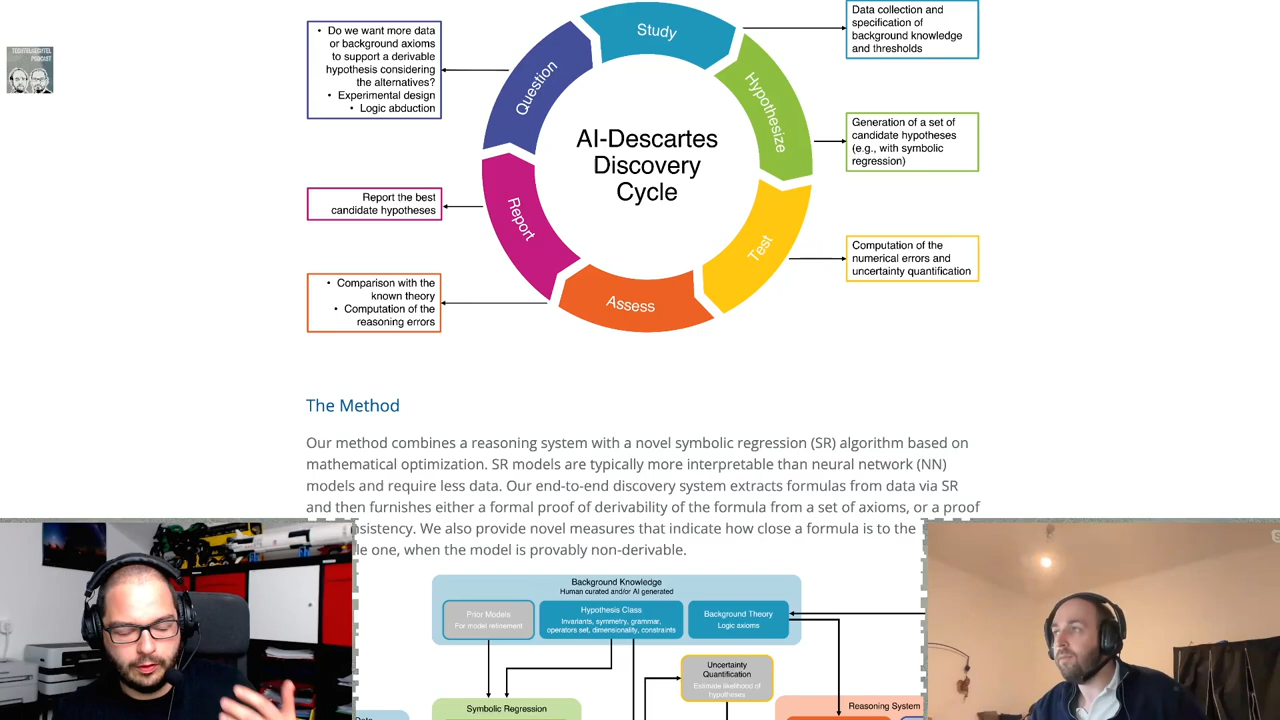 TECHTELMECHTEL
PODCAST
• Do we want more data
or background axioms
to support a derivable
hypothesis considering
the alternatives?
• Experimental design
• Logic abduction
Question
Study
Data collection and
specification of
background knowledge
and thresholds
Hypothesize
Generation of a set of
candidate hypotheses
(e.g., with symbolic
regression)
AI-Descartes
Discovery
Cycle
Report the best
candidate hypotheses
Report
Test
Computation of the
numerical errors and
uncertainty quantification
• Comparison with the
known theory
• Computation of the
reasoning errors
Assess
The Method
Our method combines a reasoning system with a novel symbolic regression (SR) algorithm based on
mathematical optimization. SR models are typically more interpretable than neural network (NN)
models and require less data. Our end-to-end discovery system extracts formulas from data via SR
and then furnishes either a formal proof of derivability of the formula from a set of axioms, or a proof
nsistency. We also provide novel measures that indicate how close a formula is to the
le one, when the model is provably non-derivable.
Background Knowledge
Human curated and/or AI generated
Prior Models
For model refinement
Hypothesis Class
Invariants, symmetry, grammar,
operators set, dimensionality, constraints
Background Theory
Logic axioms
Uncertainty
Quantification
Estimate likelihood of
hypotheses
Symbolic Regression
Reasoning System